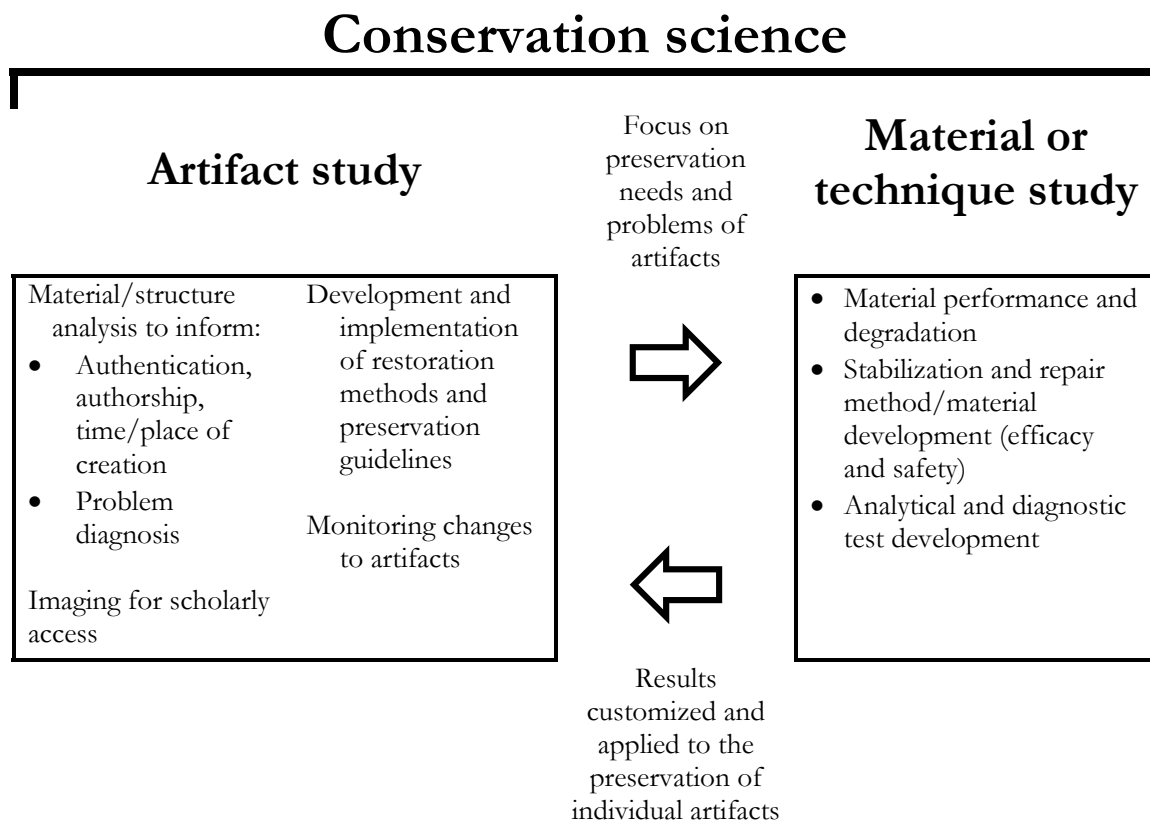 Conservation science
Artifact study
Focus on
preservation
needs and
problems of
artifacts
Material or
technique study
Material/structure
analysis to inform:
• Authentication,
authorship,
time/place of
creation
• Problem
diagnosis
Imaging for scholarly
access
Development and
implementation
of restoration
methods and
preservation
guidelines
Monitoring changes
to artifacts
• Material performance and
degradation
• Stabilization and repair
method/material
development (efficacy
and safety)
• Analytical and diagnostic
test development
Results
customized and
applied to the
preservation of
individual artifacts